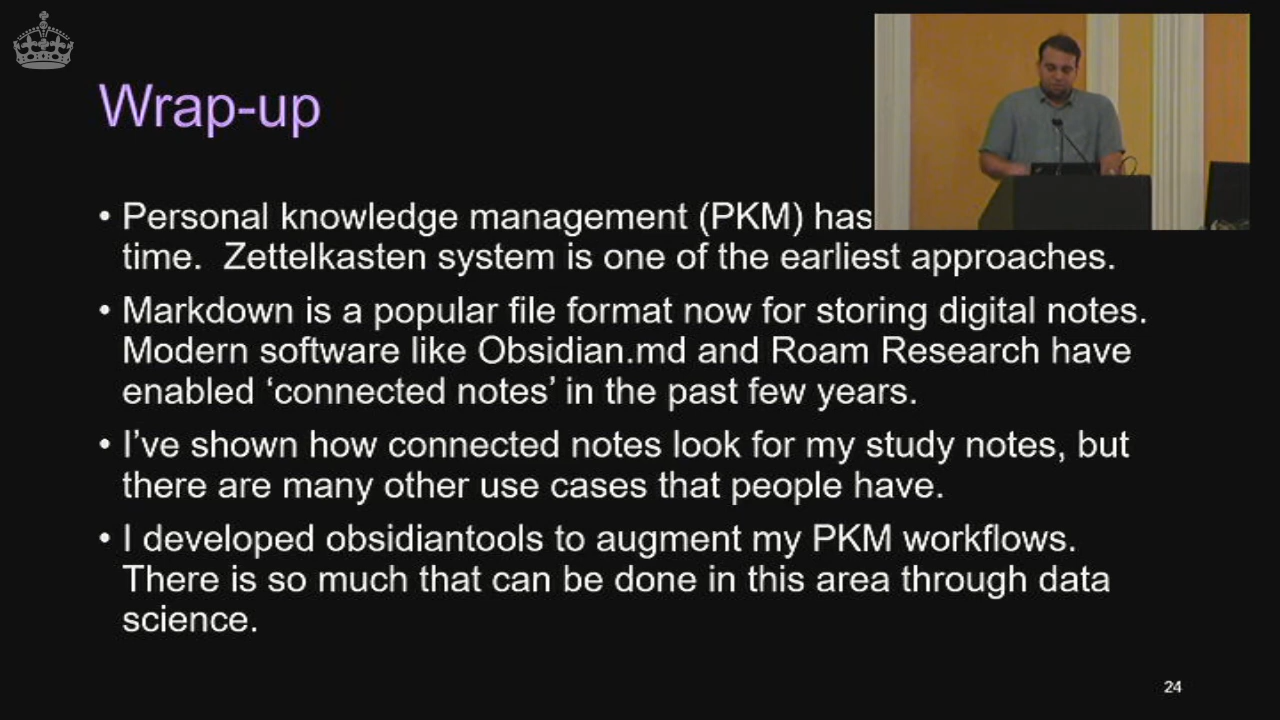 Wrap-up
• Personal knowledge management (PKM) has
time. Zettelkasten system is one of the earliest approaches.
• Markdown is a popular file format now for storing digital notes.
Modern software like Obsidian.md and Roam Research have
enabled ‘connected notes’ in the past few years.
• I’ve shown how connected notes look for my study notes, but
there are many other use cases that people have.
• I developed obsidiantools to augment my PKM workflows.
There is so much that can be done in this area through data
science.
24